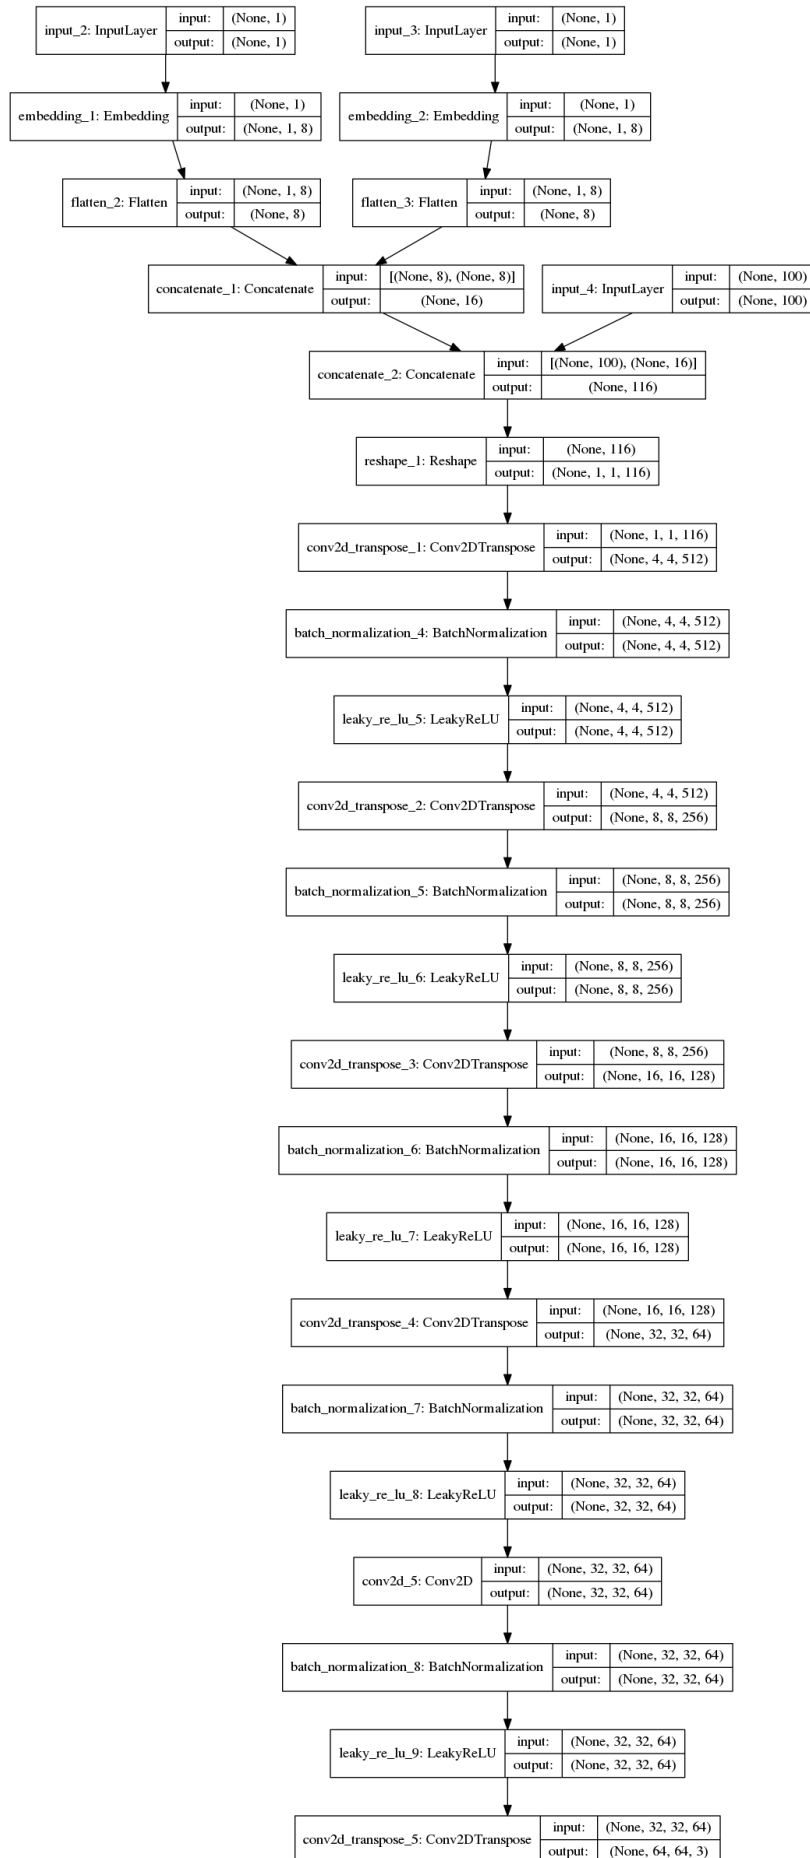 input_2: InputLayer input: (None, 1)
output: (None, 1)
input_3: InputLayer input: (None, 1)
output: (None, 1)
embedding_1: Embedding input: (None, 1)
output: (None, 1, 8)
embedding_2: Embedding input: (None, 1)
output: (None, 1, 8)
flatten_2: Flatten input: (None, 1, 8)
output: (None, 8)
flatten_3: Flatten input: (None, 1, 8)
output: (None, 8)
concatenate_1: Concatenate input: [(None, 8), (None, 8)]
output: (None, 16)
input_4: InputLayer input: (None, 100)
output: (None, 100)
concatenate_2: Concatenate input: [(None, 100), (None, 16)]
output: (None, 116)
reshape_1: Reshape input: (None, 116)
output: (None, 1, 1, 116)
conv2d_transpose_1: Conv2DTranspose input: (None, 1, 1, 116)
output: (None, 4, 4, 512)
batch_normalization_4: BatchNormalization input: (None, 4, 4, 512)
output: (None, 4, 4, 512)
leaky_re_lu_5: LeakyReLU input: (None, 4, 4, 512)
output: (None, 4, 4, 512)
conv2d_transpose_2: Conv2DTranspose input: (None, 4, 4, 512)
output: (None, 8, 8, 256)
batch_normalization_5: BatchNormalization input: (None, 8, 8, 256)
output: (None, 8, 8, 256)
leaky_re_lu_6: LeakyReLU input: (None, 8, 8, 256)
output: (None, 8, 8, 256)
conv2d_transpose_3: Conv2DTranspose input: (None, 8, 8, 256)
output: (None, 16, 16, 128)
batch_normalization_6: BatchNormalization input: (None, 16, 16, 128)
output: (None, 16, 16, 128)
leaky_re_lu_7: LeakyReLU input: (None, 16, 16, 128)
output: (None, 16, 16, 128)
conv2d_transpose_4: Conv2DTranspose input: (None, 16, 16, 128)
output: (None, 32, 32, 64)
batch_normalization_7: BatchNormalization input: (None, 32, 32, 64)
output: (None, 32, 32, 64)
leaky_re_lu_8: LeakyReLU input: (None, 32, 32, 64)
output: (None, 32, 32, 64)
conv2d_5: Conv2D input: (None, 32, 32, 64)
output: (None, 32, 32, 64)
batch_normalization_8: BatchNormalization input: (None, 32, 32, 64)
output: (None, 32, 32, 64)
leaky_re_lu_9: LeakyReLU input: (None, 32, 32, 64)
output: (None, 32, 32, 64)
conv2d_transpose_5: Conv2DTranspose input: (None, 32, 32, 64)
output: (None, 64, 64, 3)